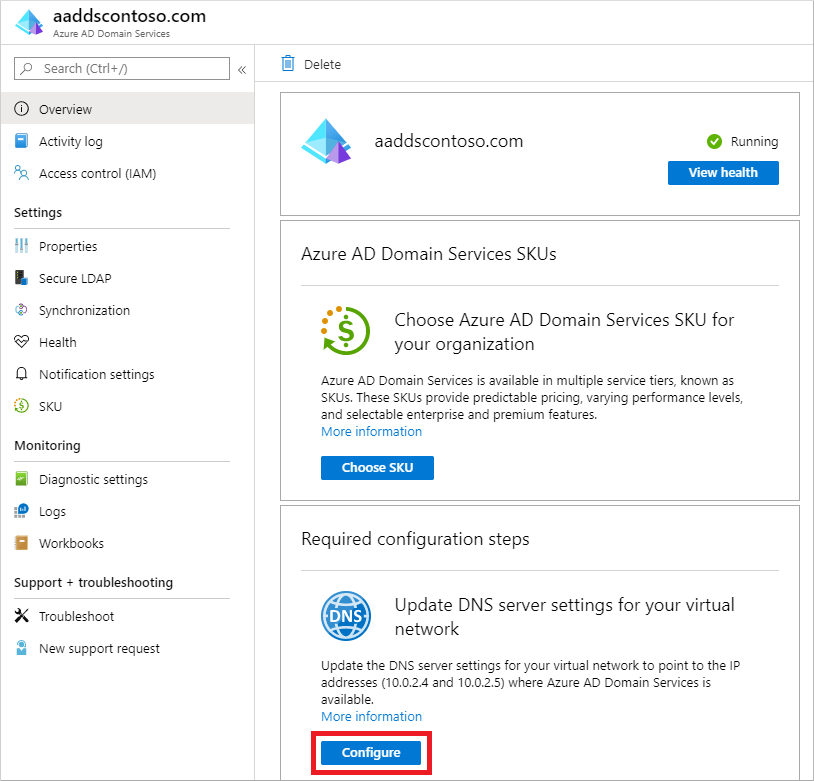 aaddscontoso.com
Azure AD Domain Services
Search (Ctrl+/)
«
Overview
Activity log
Access control (IAM)
Settings
Properties
Secure LDAP
Synchronization
Health
Notification settings
SKU
Monitoring
Diagnostic settings
Logs
Workbooks
Support + troubleshooting
Troubleshoot
New support request
Delete
aaddscontoso.com
Running
View health
Azure AD Domain Services SKUs
$
Choose Azure AD Domain Services SKU for
your organization
Azure AD Domain Services is available in multiple service tiers, known as
SKUs. These SKUs provide predictable pricing, varying performance levels,
and selectable enterprise and premium features.
More information
Choose SKU
Required configuration steps
DNS
Update DNS server settings for your virtual
network
Update the DNS server settings for your virtual network to point to the IP
addresses (10.0.2.4 and 10.0.2.5) where Azure AD Domain Services is
available.
More information
Configure